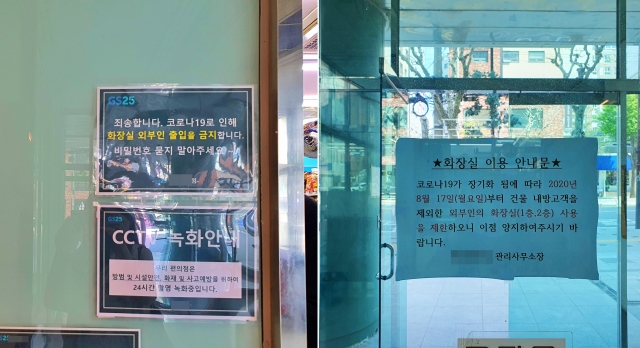 GS25
죄송합니다. 코로나19로 인해
화장실 외부인 출입을 금지합니다.
비밀번호 묻지 말아주세요~
GS25
CCTV 녹화안내
우리 편의점은
방범 및 시설안전, 화재 및 사고예방을 위하여
24시간 촬영 녹화중입니다.
★화장실 이용 안내문★
코로나19가 장기화 됨에 따라 2020년
8월 17일(월요일)부터 건물 내방고객을
제외한 외부인의 화장실(1층,2층) 사용
을 제한하오니 이점 양지하여주시기 바
랍니다.
관리사무소장